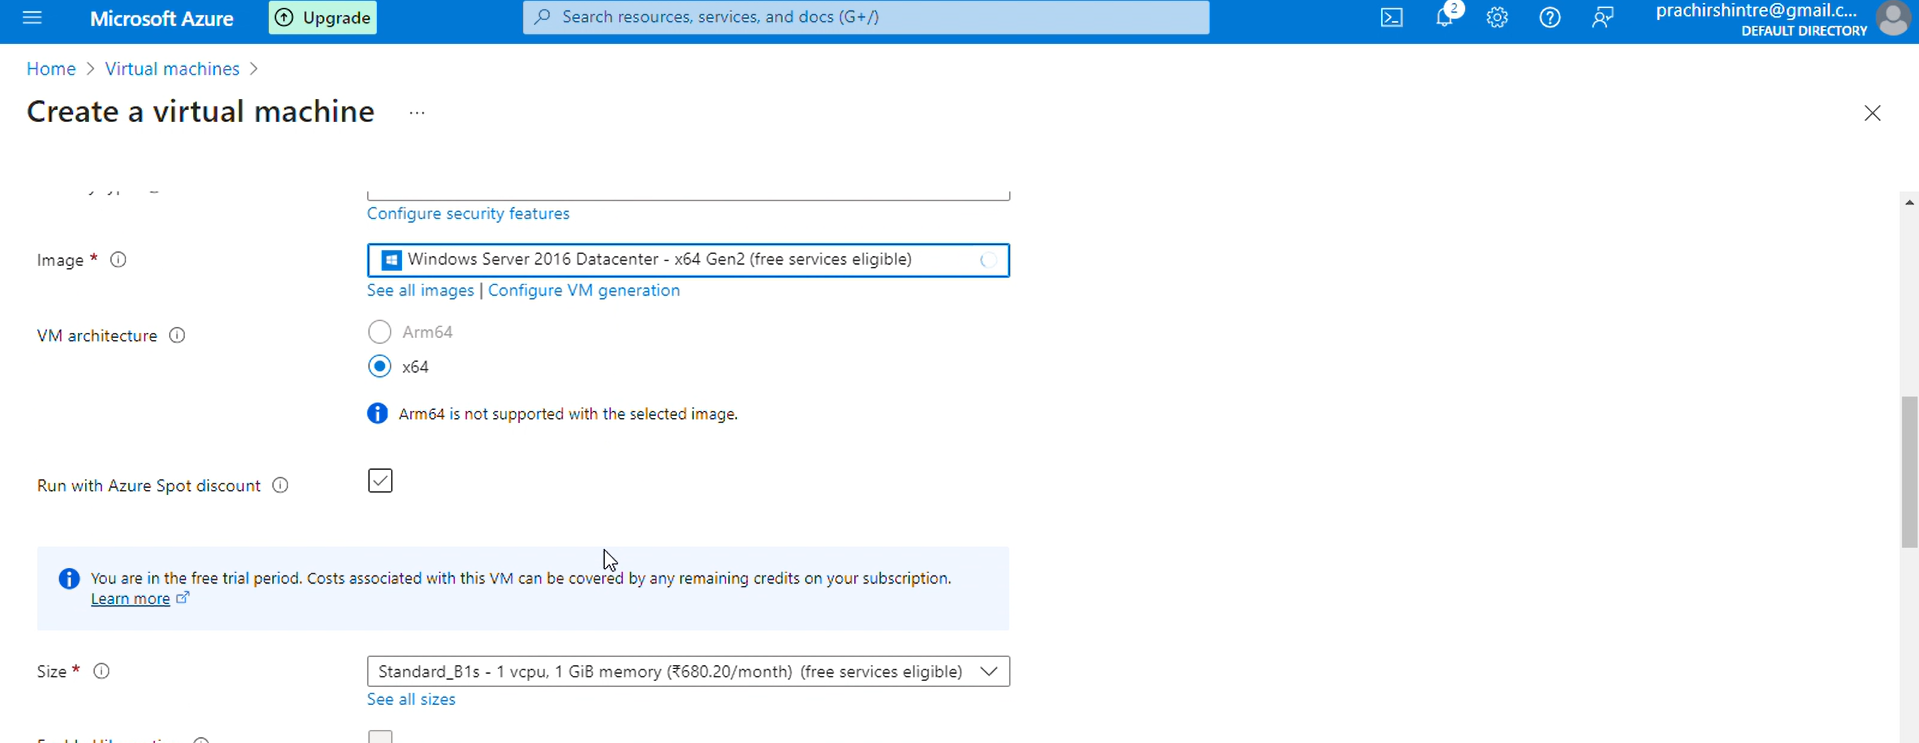 Microsoft Azure
Upgrade
Search resources, services, and docs (G+/)
2
prachirshintre@gmail.c...
DEFAULT DIRECTORY
Home > Virtual machines >
Create a virtual machine ...
Configure security features
Image *
Windows Server 2016 Datacenter - x64 Gen2 (free services eligible)
See all images | Configure VM generation
VM architecture
Arm64
x64
Arm64 is not supported with the selected image.
Run with Azure Spot discount
You are in the free trial period. Costs associated with this VM can be covered by any remaining credits on your subscription.
Learn more
Size *
Standard_B1s - 1 vcpu, 1 GiB memory (₹680.20/month) (free services eligible)
See all sizes